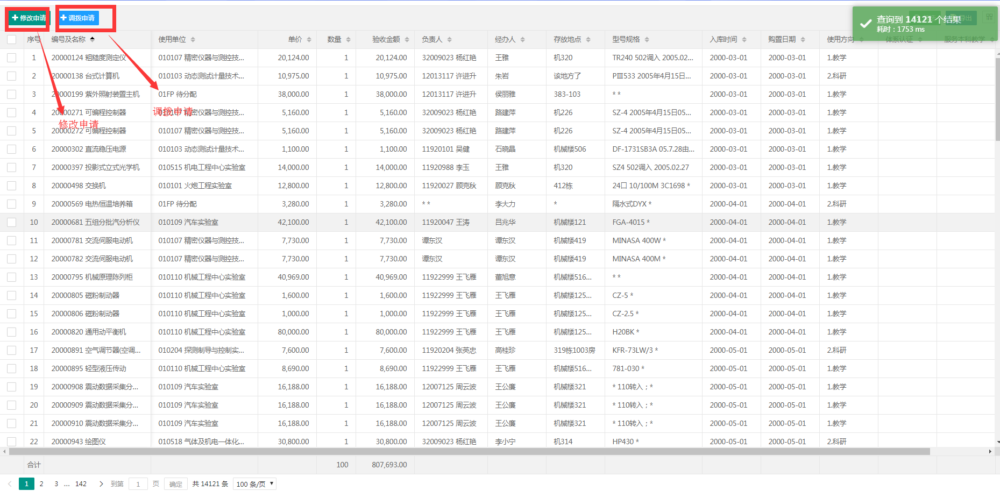 修改申请 调拨申请
查询到 14121 个结果
耗时：1753 ms
序号 编号及名称 使用单位 单价 数量 验收金额 负责人 经办人 存放地点 型号规格 入库时间 购置日期 使用方向 体系认证 服务本科教学
1 20000124 粗糙度测定仪 010107 精密仪器与测控技... 20,124.00 1 20,124.00 32009023 杨红艳 王雅 机320 TR240 502调入 2005.02... 2000-03-01 2000-03-01 1.教学
2 20000138 台式计算机 010103 动态测试计量技术... 10,975.00 1 10,975.00 12013117 许进升 朱岩 该地方了 PⅢ533 2005年4月15日... 2000-03-01 2000-03-01 2.科研
3 20000199 紫外照射装置主机 01FP 待分配 38,000.00 1 38,000.00 12013117 许进升 侯丽雅 383-103 * * 2000-03-01 2000-03-01 1.教学
4 20000271 可编程控制器 010107 精密仪器与测控技... 5,160.00 1 5,160.00 32009023 杨红艳 路建萍 机226 SZ-4 2005年4月15日05... 2000-03-01 2000-03-01 1.教学
调拨申请
修改申请
5 20000272 可编程控制器 010107 精密仪器与测控技... 5,160.00 1 5,160.00 32009023 杨红艳 路建萍 机226 SZ-4 2005年4月15日05... 2000-03-01 2000-03-01 1.教学
6 20000302 直流稳压电源 010103 动态测试计量技术... 1,100.00 1 1,100.00 11920101 吴健 石晓晶 机械楼506 DF-1731SB3A 05.7.28由... 2000-03-01 2000-03-01 1.教学
7 20000397 投影式立式光学机 010515 机电工程中心实验室 14,000.00 1 14,000.00 11920988 李玉 王雅 机320 SZ4 502调入 2005.02.27 2000-03-01 2000-03-01 1.教学
8 20000498 交换机 010101 火炮工程实验室 12,800.00 1 12,800.00 11920027 顾克秋 顾克秋 412栋 24口 10/100M 3C1698 * 2000-03-01 2000-03-01 1.教学
9 20000569 电热恒温培养箱 01FP 待分配 3,280.00 1 3,280.00 * * 李大力 * 隔水式DYX * 2000-04-01 2000-04-01 2.科研
10 20000681 五组分批汽分析仪 010109 汽车实验室 42,100.00 1 42,100.00 11920047 王涛 吕兆华 机械楼121 FGA-4015 * 2000-04-01 2000-04-01 1.教学
11 20000781 交流伺服电动机 010107 精密仪器与测控技... 7,730.00 1 7,730.00 谭东汉 谭东汉 机械楼419 MINASA 400W * 2000-04-01 2000-04-01 1.教学
12 20000782 交流伺服电动机 010107 精密仪器与测控技... 7,730.00 1 7,730.00 谭东汉 谭东汉 机械楼419 MINASA 400M * 2000-04-01 2000-04-01 1.教学
13 20000795 机械原理陈列柜 010110 机械工程中心实验室 40,969.00 1 40,969.00 11922999 王飞雁 董旭意 机械楼516... * * 2000-04-01 2000-04-01 1.教学
14 20000805 磁粉制动器 010110 机械工程中心实验室 1,600.00 1 1,600.00 11922999 王飞雁 王飞雁 机械楼125... CZ-5 * 2000-04-01 2000-04-01 1.教学
15 20000806 磁粉制动器 010110 机械工程中心实验室 1,000.00 1 1,000.00 11922999 王飞雁 王飞雁 机械楼125... CZ-2.5 * 2000-04-01 2000-04-01 1.教学
16 20000820 通用动平衡机 010110 机械工程中心实验室 80,000.00 1 80,000.00 11922999 王飞雁 王飞雁 机械楼125... H20BK * 2000-04-01 2000-04-01 1.教学
17 20000891 空气调节器(空调... 010204 探测制导与控制实... 7,600.00 1 7,600.00 11920204 张英忠 高桂珍 319栋1003房 KFR-73LW/3 * 2000-05-01 2000-05-01 2.科研
18 20000895 轻型液压传动 010110 机械工程中心实验室 8,690.00 1 8,690.00 11922999 王飞雁 王飞雁 机械楼516... 781-030 * 2000-05-01 2000-05-01 1.教学
19 20000908 震动数据采集分... 010109 汽车实验室 16,188.00 1 16,188.00 12007125 周云波 王公廉 机械楼321 * 110转入；* 2000-05-01 2000-05-01 1.教学
20 20000909 震动数据采集分... 010109 汽车实验室 16,188.00 1 16,188.00 12007125 周云波 王公廉 机械楼321 * 110转入；* 2000-05-01 2000-05-01 1.教学
21 20000910 震动数据采集分... 010109 汽车实验室 16,188.00 1 16,188.00 12007125 周云波 王公廉 机械楼321 * 110转入；* 2000-05-01 2000-05-01 1.教学
22 20000943 绘图仪 010518 气体及机电一体化... 30,800.00 1 30,800.00 32009023 杨红艳 李小宁 机314 HP430 * 2000-05-01 2000-05-01 2.科研
合计 100 807,693.00
1 2 3 ... 142 到第 1 页 确定 共 14121 条 100 条/页